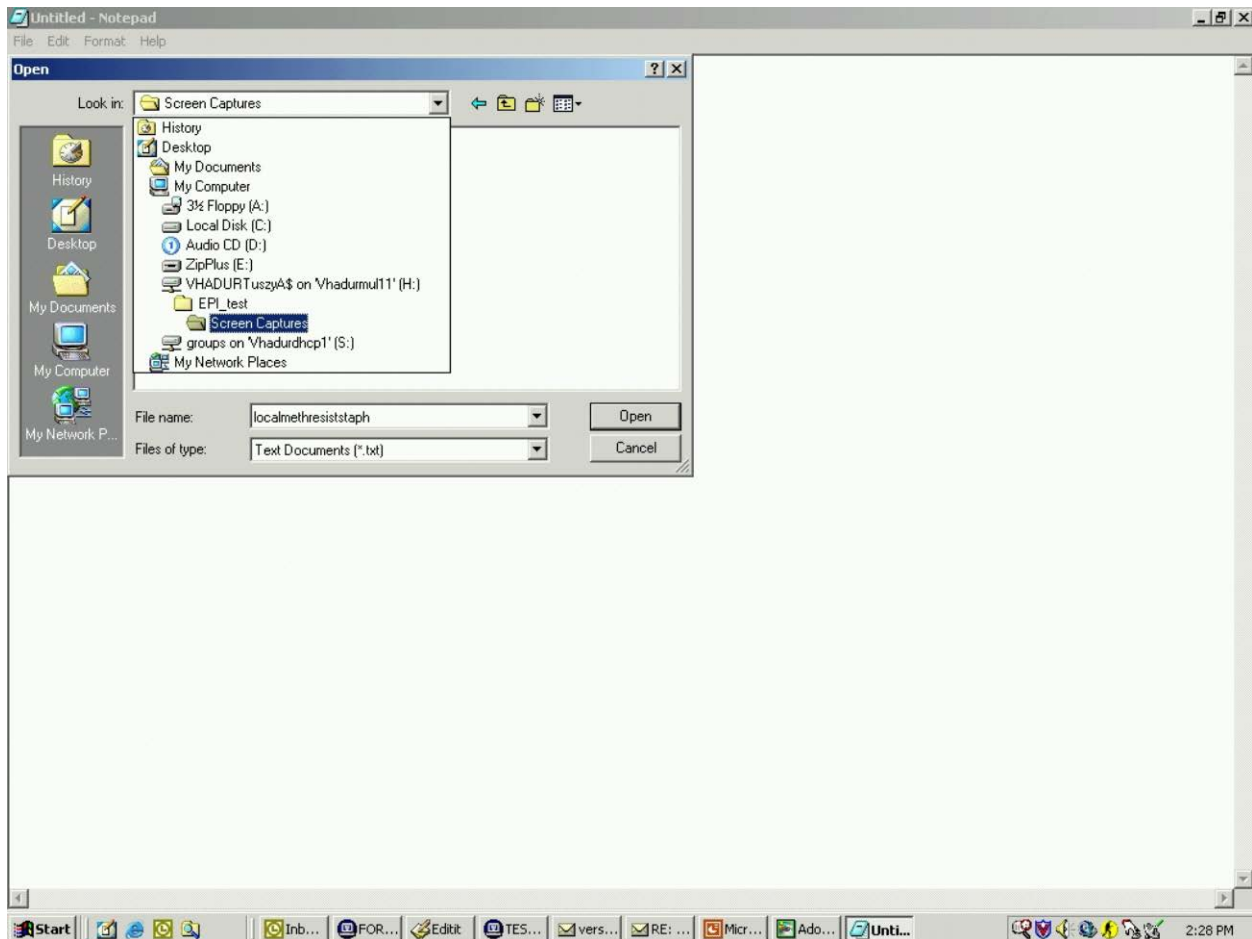 Untitled - Notepad
File Edit Format Help
Open
Look in: Screen Captures
History
Desktop
My Documents
My Computer
3½ Floppy (A:)
Local Disk (C:)
Audio CD (D:)
ZipPlus (E:)
VHADURTuszyA$ on 'Vhadurmul11' (H:)
EPI_test
Screen Captures
groups on 'Vhadurdhcp1' (S:)
My Network Places
History
Desktop
My Documents
My Computer
My Network P...
File name: localmethresiststaph Open
Files of type: Text Documents (*.txt) Cancel
Start Inb... FOR... Editit TES... vers... RE: ... Micr... Ado... Unti... 2:28 PM